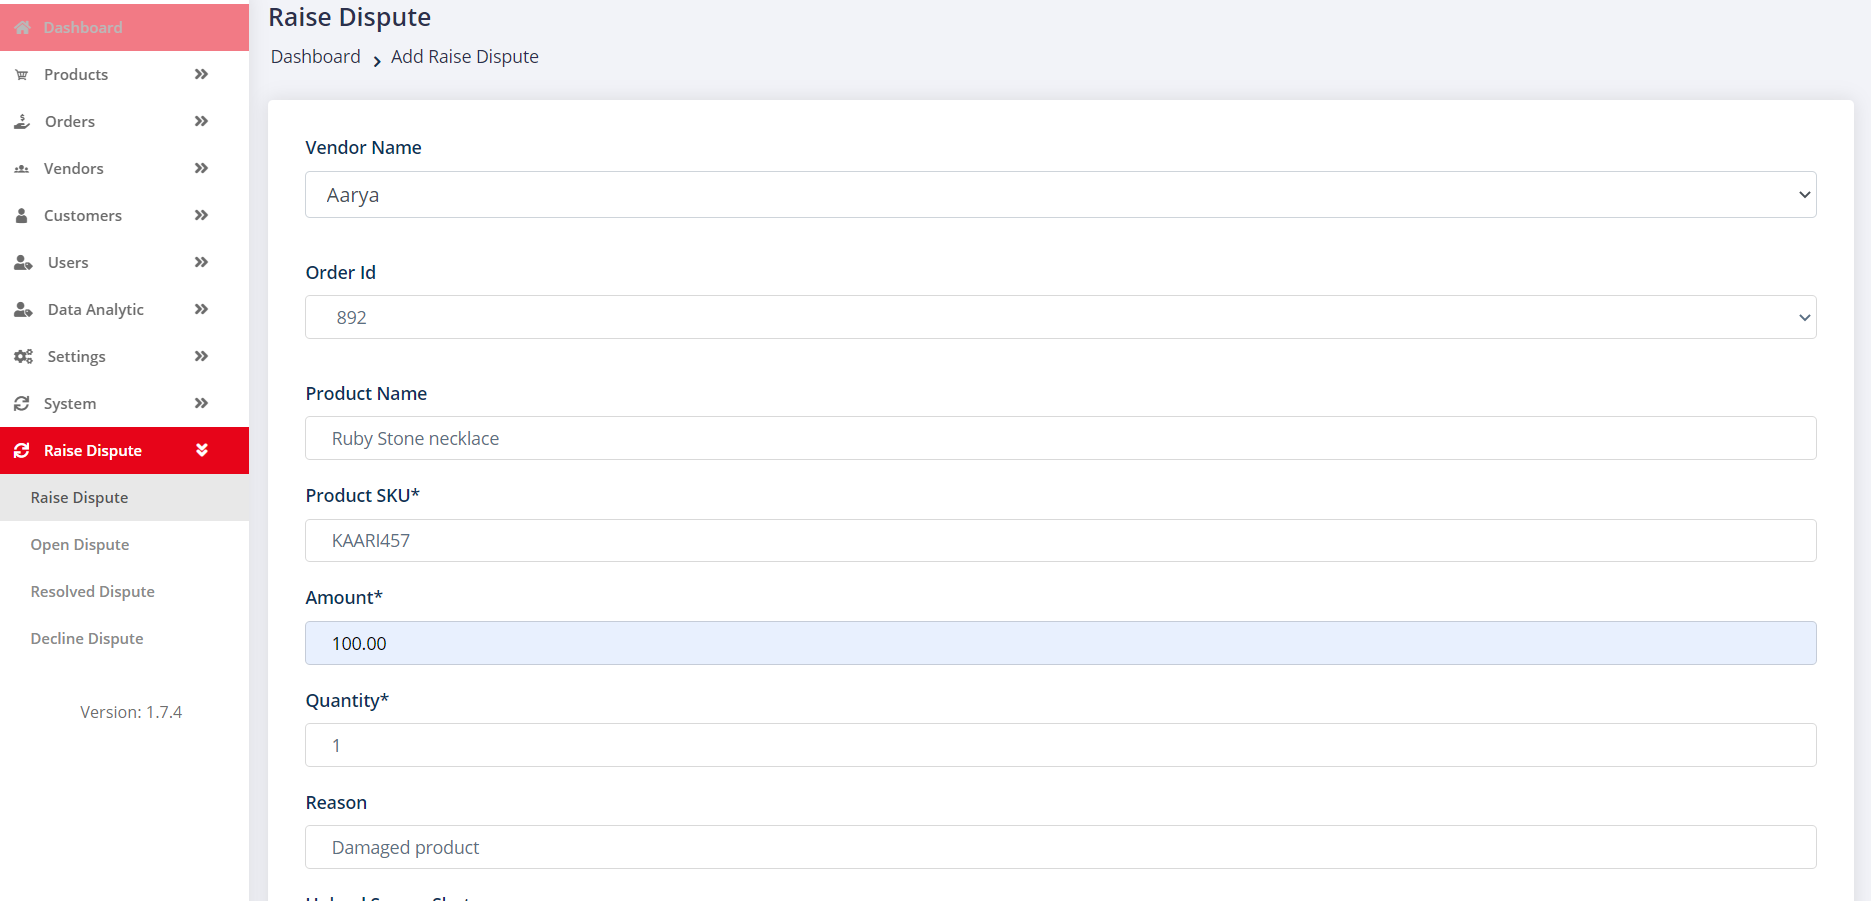 Dashboard
Products
Orders
Vendors
Customers
Users
Data Analytic
Settings
System
Raise Dispute
Raise Dispute
Open Dispute
Resolved Dispute
Decline Dispute
Version: 1.7.4
Raise Dispute
Dashboard > Add Raise Dispute
Vendor Name
Aarya
Order Id
892
Product Name
Ruby Stone necklace
Product SKU*
KAARI457
Amount*
100.00
Quantity*
1
Reason
Damaged product